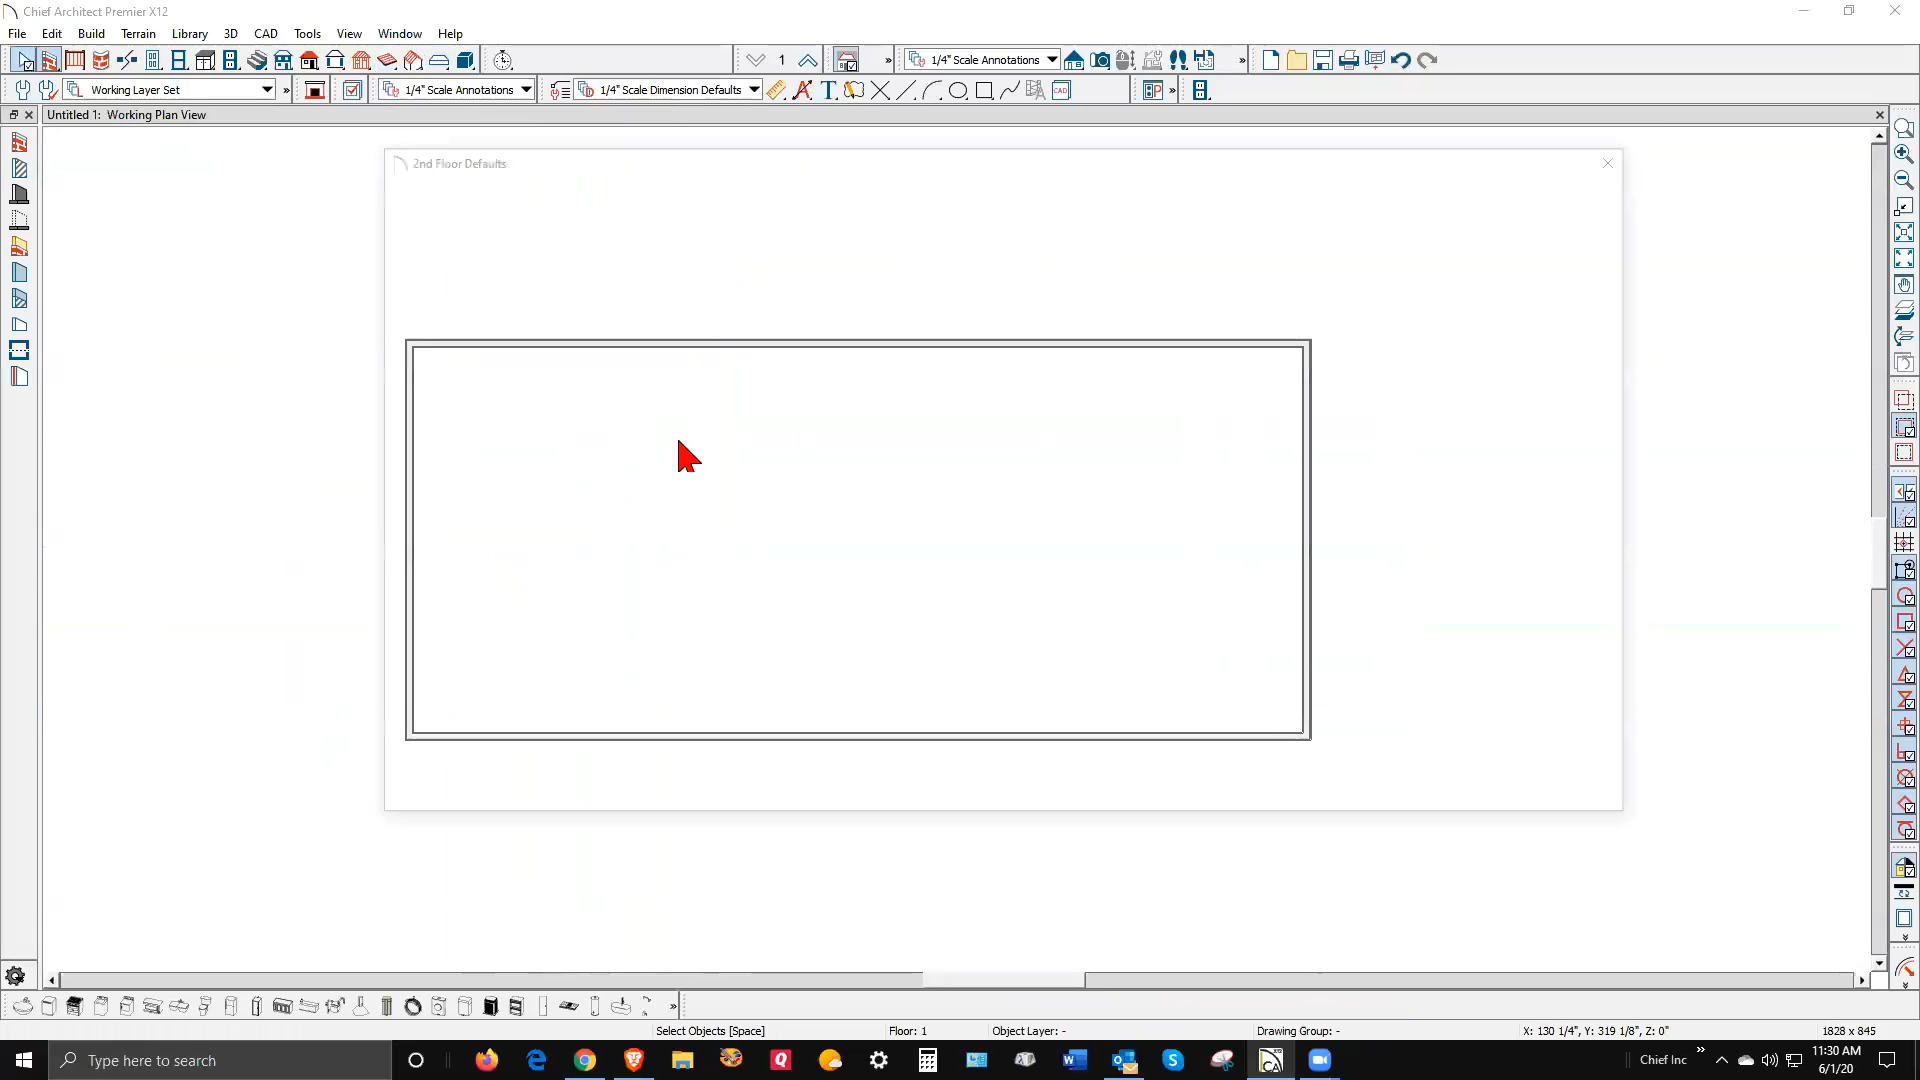 Chief Architect Premier X12
File Edit Build Terrain Library 3D CAD Tools View Window Help
1 » 1/4" Scale Annotations »
Working Layer Set » 1/4" Scale Annotations 1/4" Scale Dimension Defaults T CAD P »
Untitled 1: Working Plan View
2nd Floor Defaults
»
Select Objects [Space] Floor: 1 Object Layer: - Drawing Group: - X: 130 1/4", Y: 319 1/8", Z: 0" 1828 x 845
Type here to search Chief Inc » 11:30 AM
6/1/20